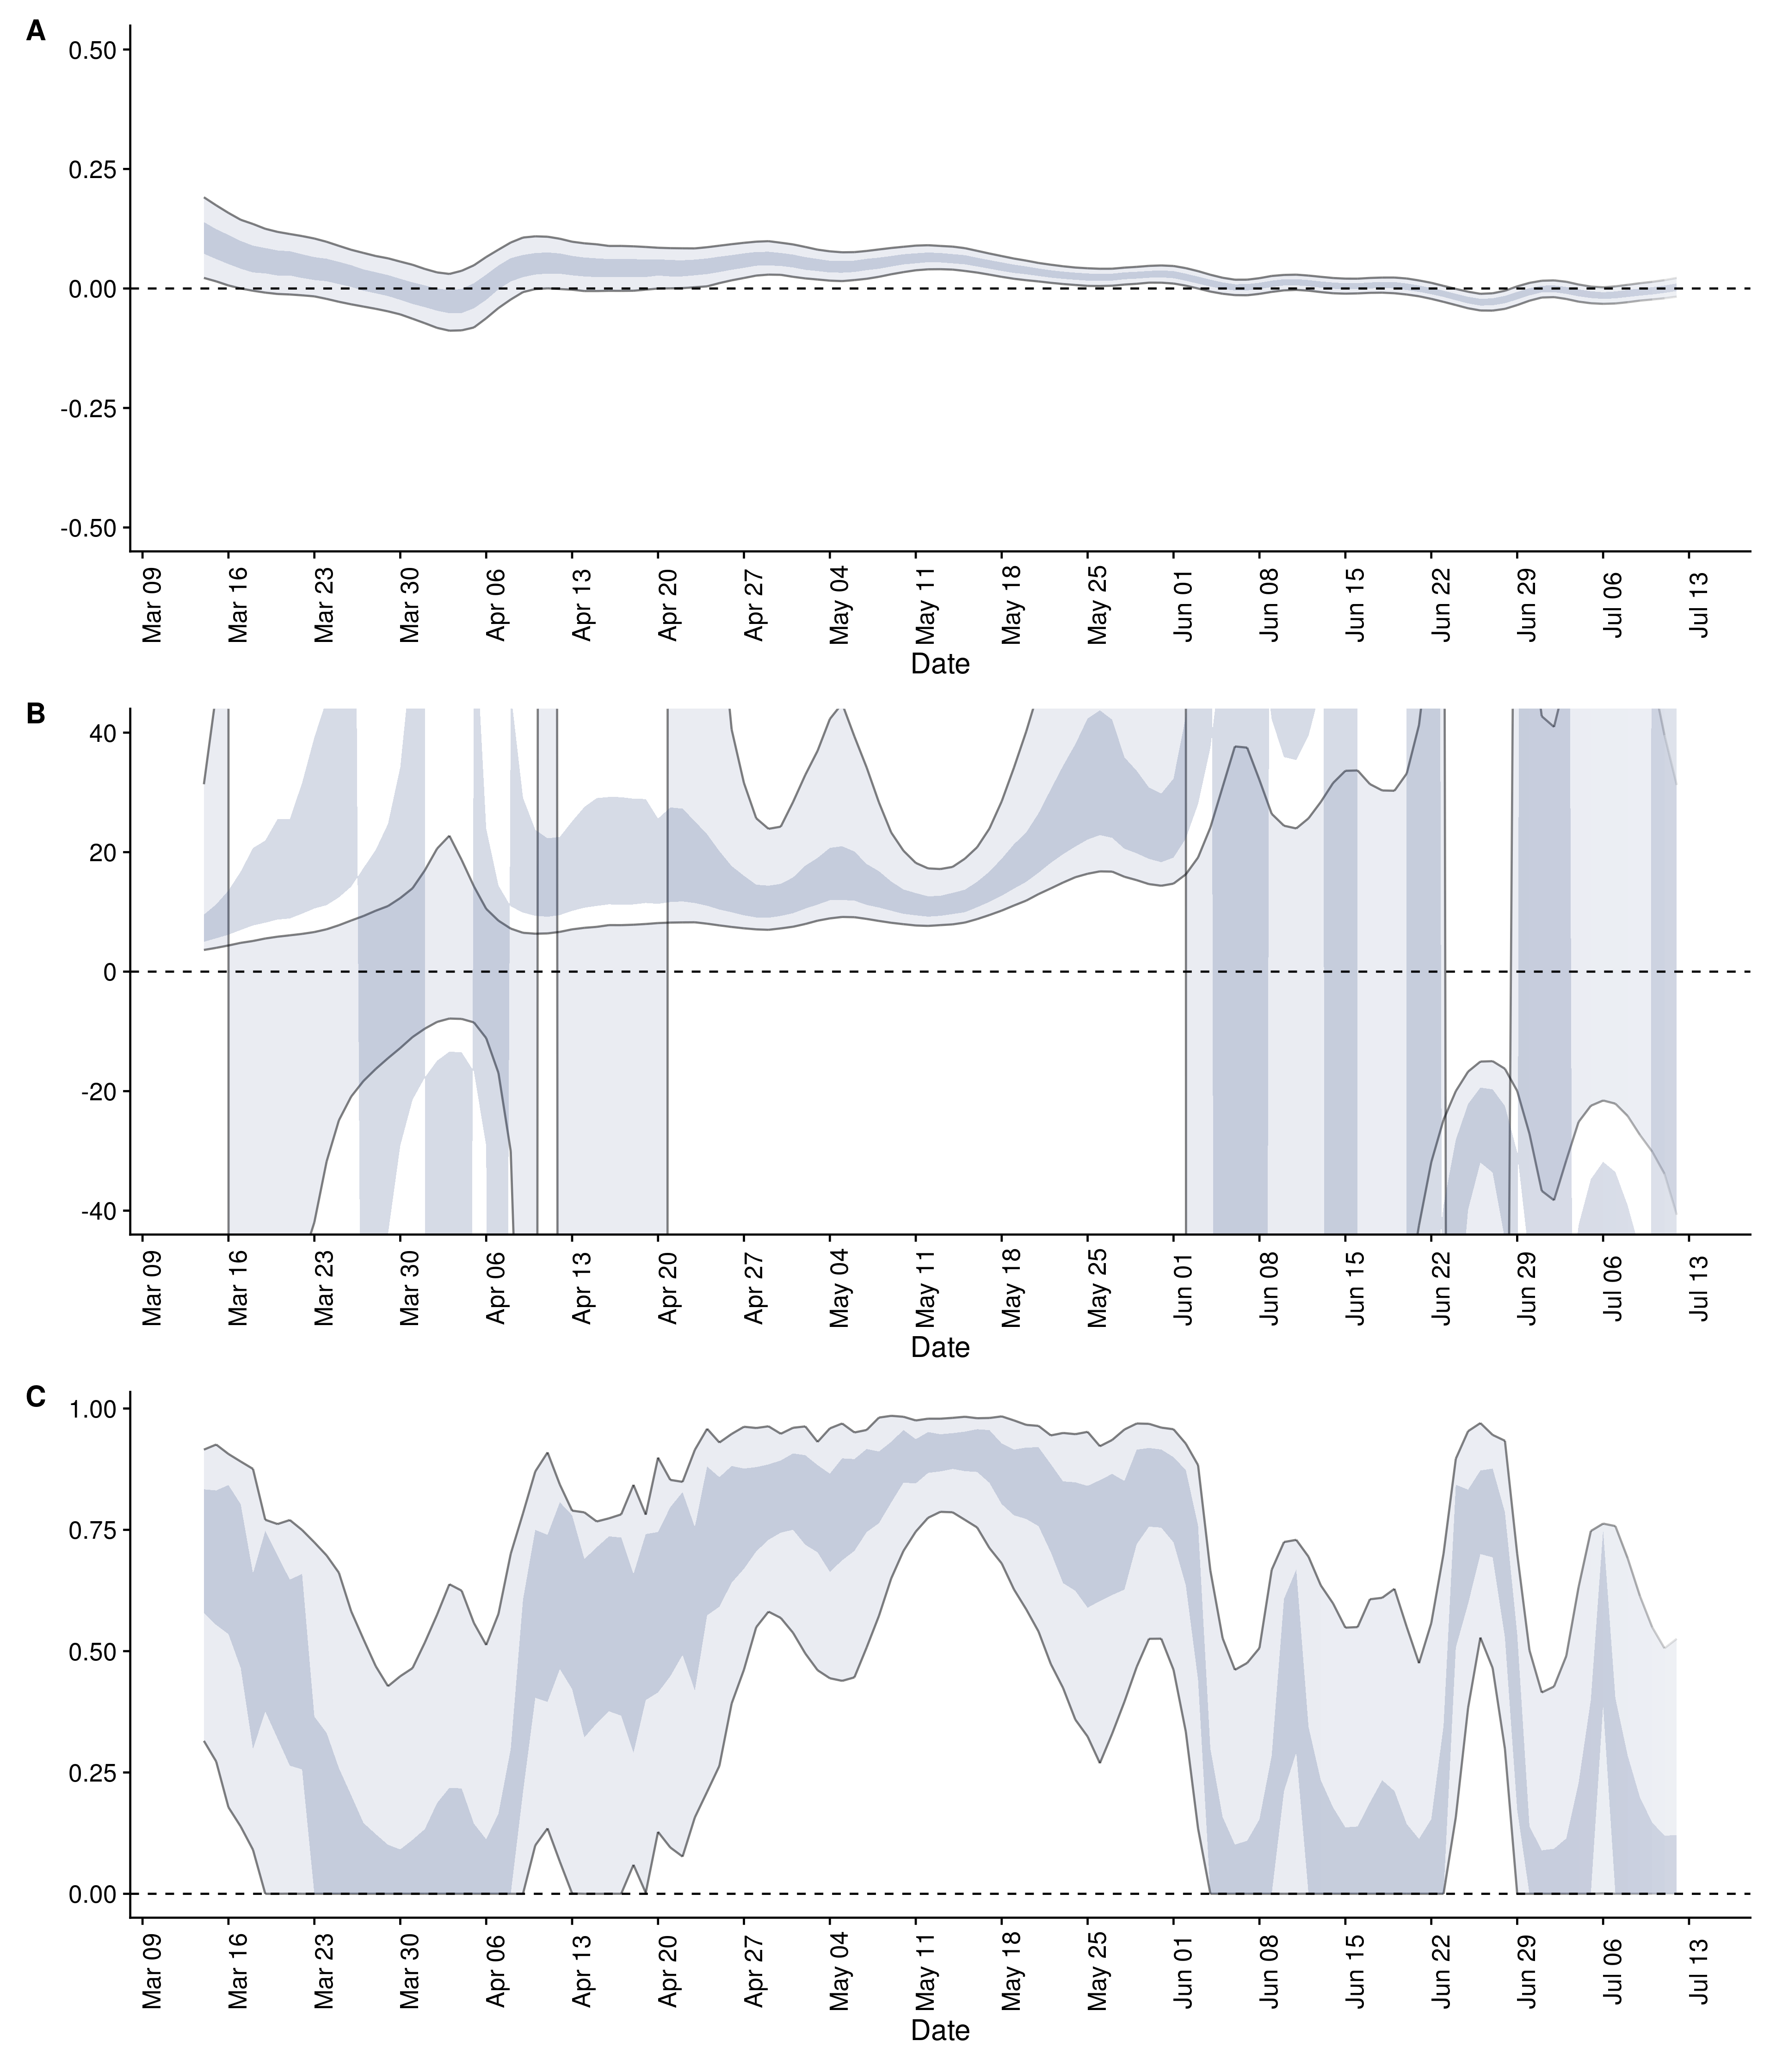 A
0.50
0.25
0.00
-0.25
-0.50
Mar 09
Mar 16
Mar 23
Mar 30
Apr 06
Apr 13
Apr 20
Apr 27
May 04
May 11
May 18
May 25
Jun 01
Jun 08
Jun 15
Jun 22
Jun 29
Jul 06
Jul 13
Date
B
40
20
0
-20
-40
Mar 09
Mar 16
Mar 23
Mar 30
Apr 06
Apr 13
Apr 20
Apr 27
May 04
May 11
May 18
May 25
Jun 01
Jun 08
Jun 15
Jun 22
Jun 29
Jul 06
Jul 13
Date
C
1.00
0.75
0.50
0.25
0.00
Mar 09
Mar 16
Mar 23
Mar 30
Apr 06
Apr 13
Apr 20
Apr 27
May 04
May 11
May 18
May 25
Jun 01
Jun 08
Jun 15
Jun 22
Jun 29
Jul 06
Jul 13
Date